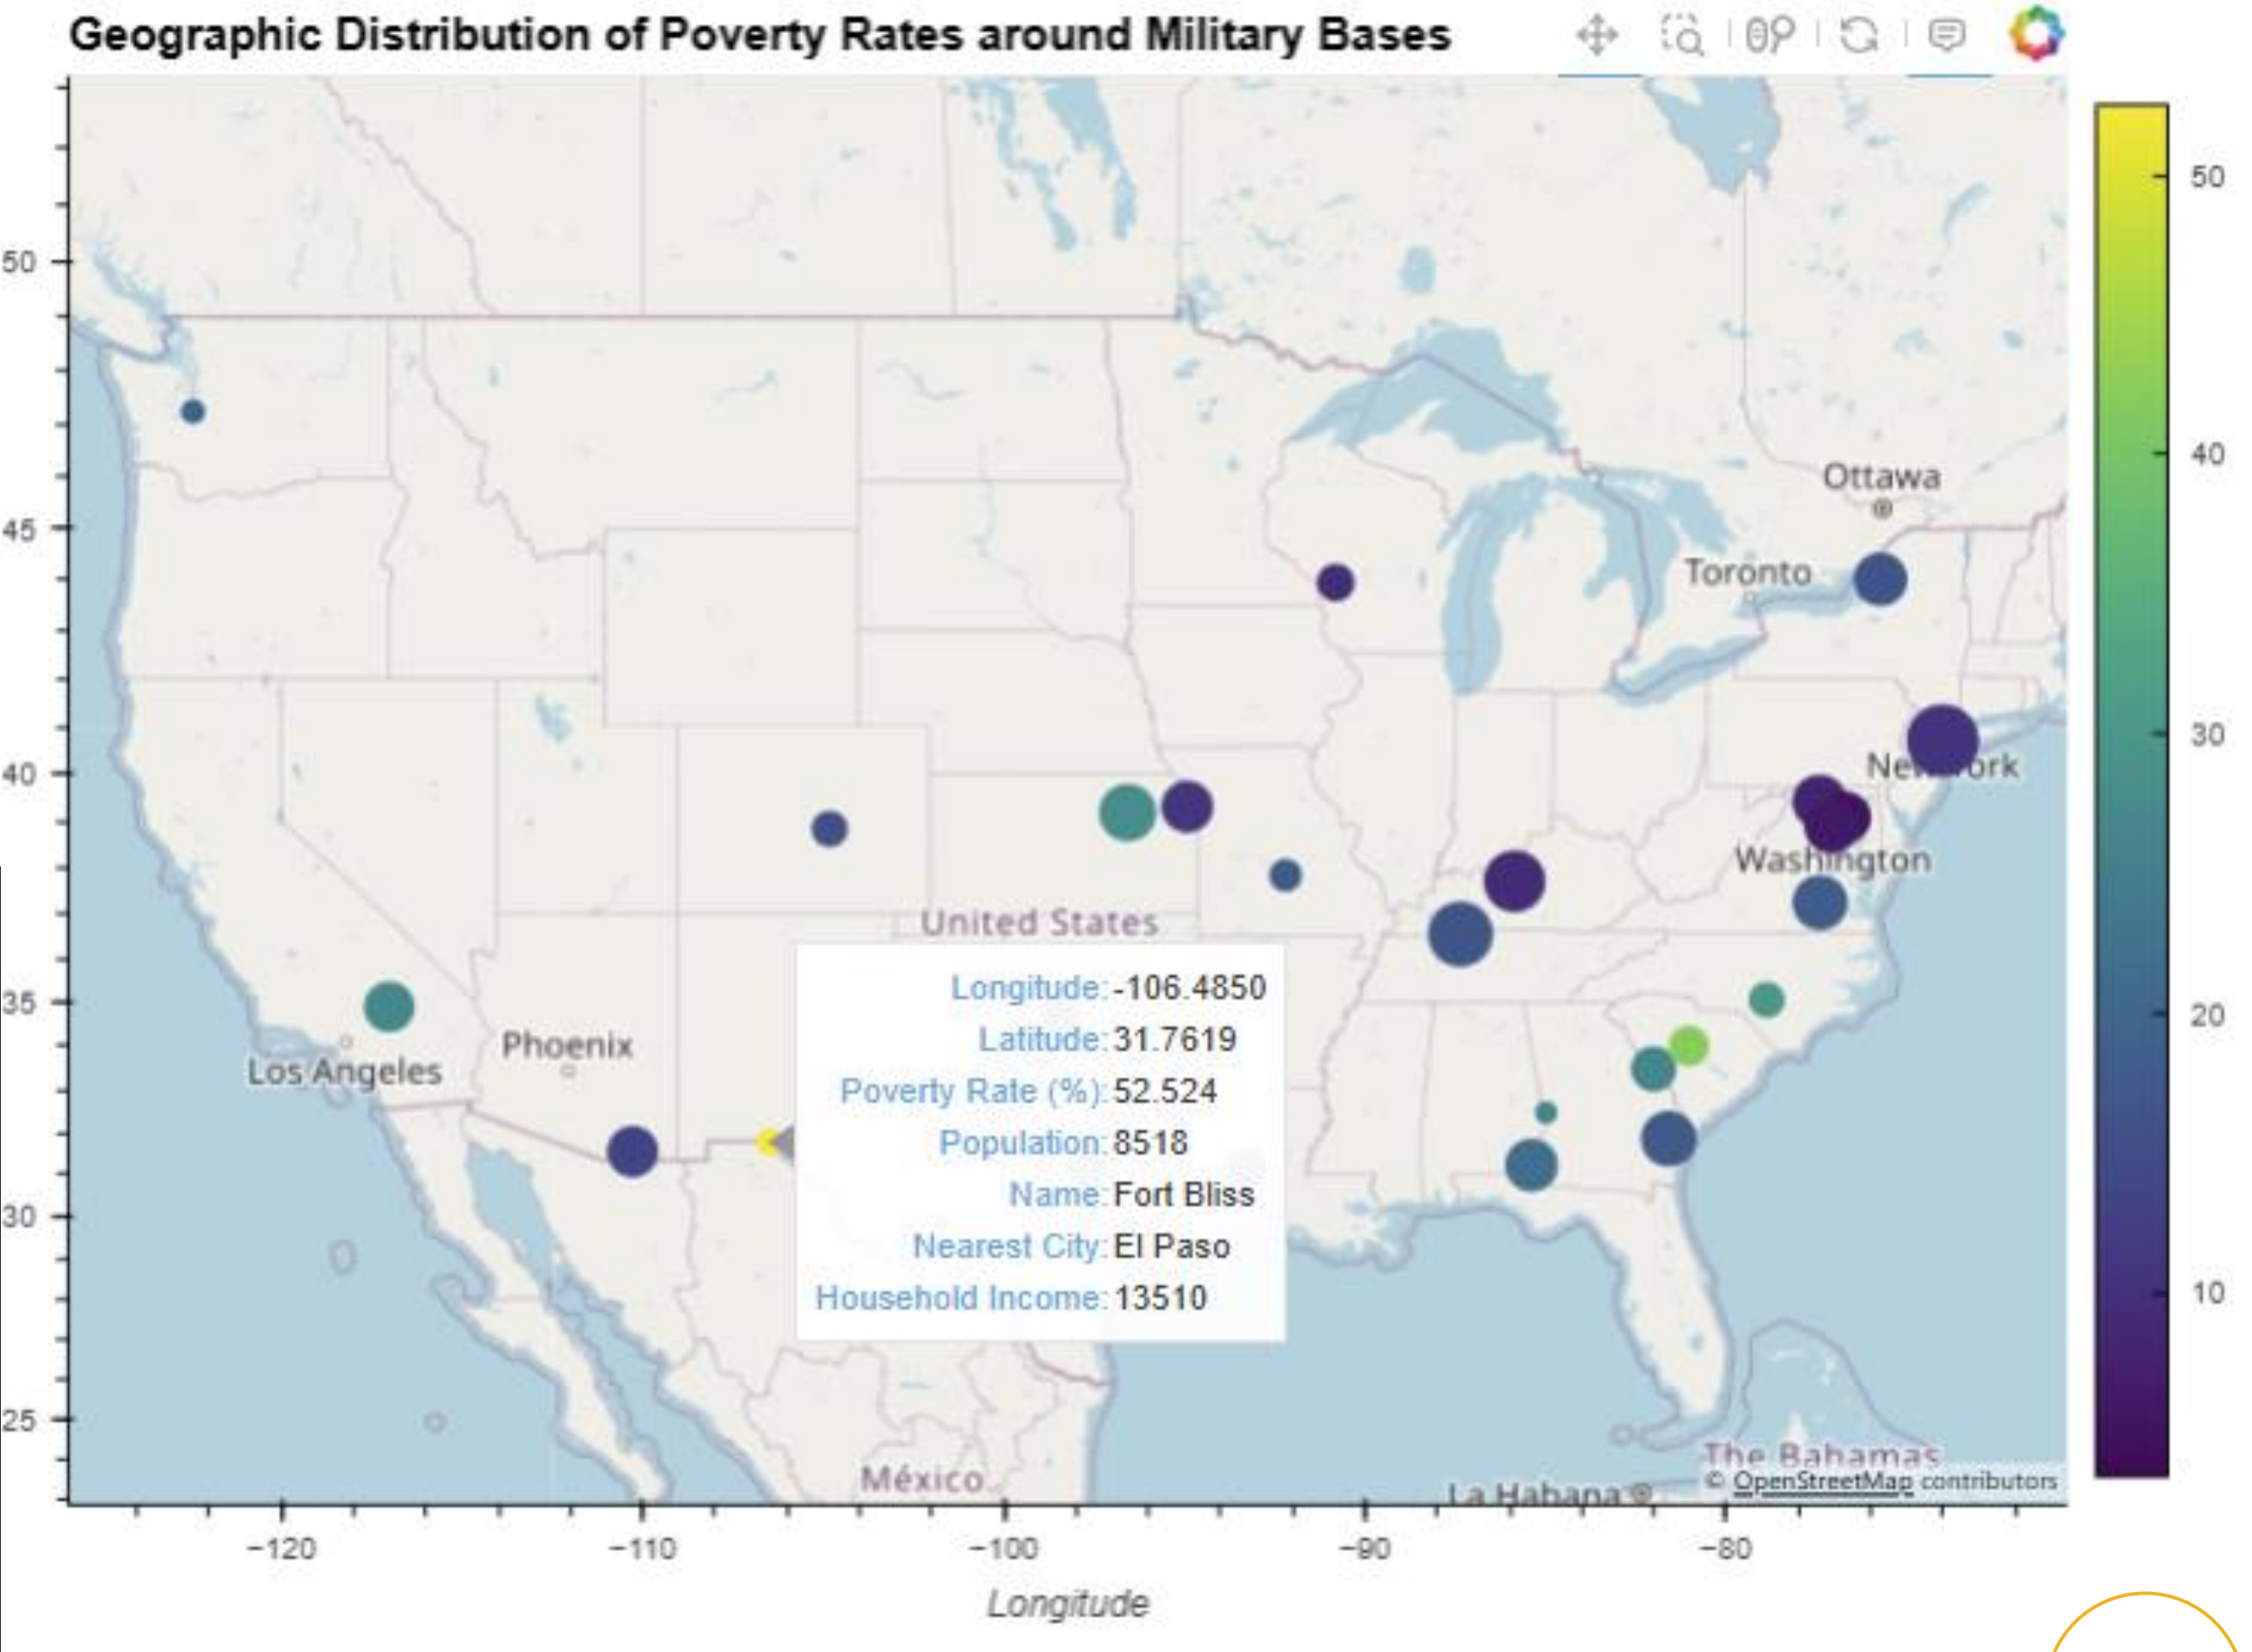 Geographic Distribution of Poverty Rates around Military Bases
50
50
40
Ottawa
45
Toronto
30
40
New York
Washington
United States
20
35
Phoenix
Los Angeles
Longitude: -106.4850
Latitude: 31.7619
Poverty Rate (%): 52.524
Population: 8518
Name: Fort Bliss
Nearest City: El Paso
Household Income: 13510
30
10
25
The Bahamas
México
La Habana
© OpenStreetMap contributors
−120
−110
−100
−90
−80
Longitude